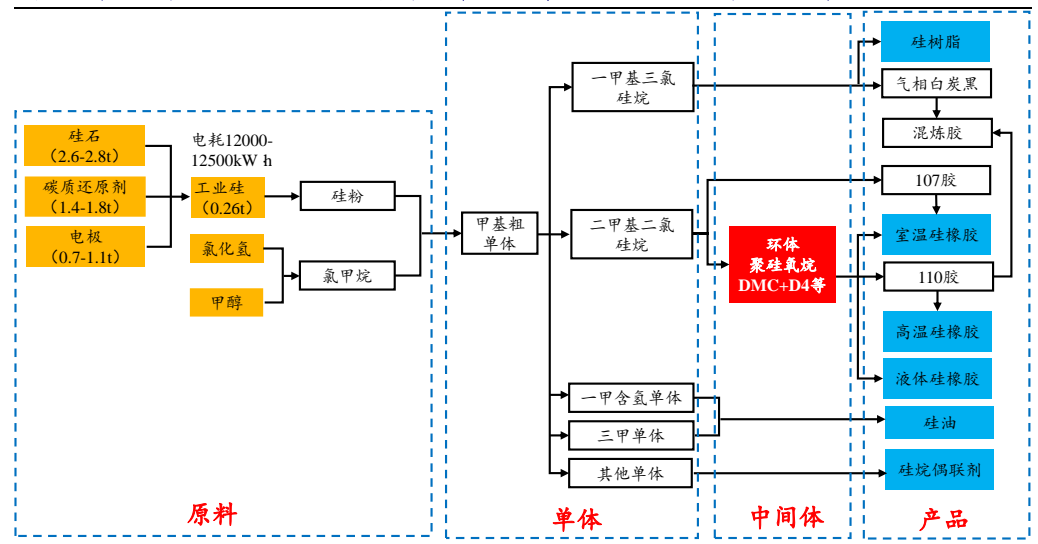 硅石
（2.6-2.8t）
碳质还原剂
（1.4-1.8t）
电极
（0.7-1.1t）
电耗12000-
12500kW·h
工业硅
（0.26t）
氯化氢
甲醇
硅粉
氯甲烷
原料
甲基粗
单体
一甲基三氯
硅烷
二甲基二氯
硅烷
一甲含氢单体
三甲单体
其他单体
单体
环体
聚硅氧烷
DMC+D4等
中间体
硅树脂
气相白炭黑
混炼胶
107胶
室温硅橡胶
110胶
高温硅橡胶
液体硅橡胶
硅油
硅烷偶联剂
产品